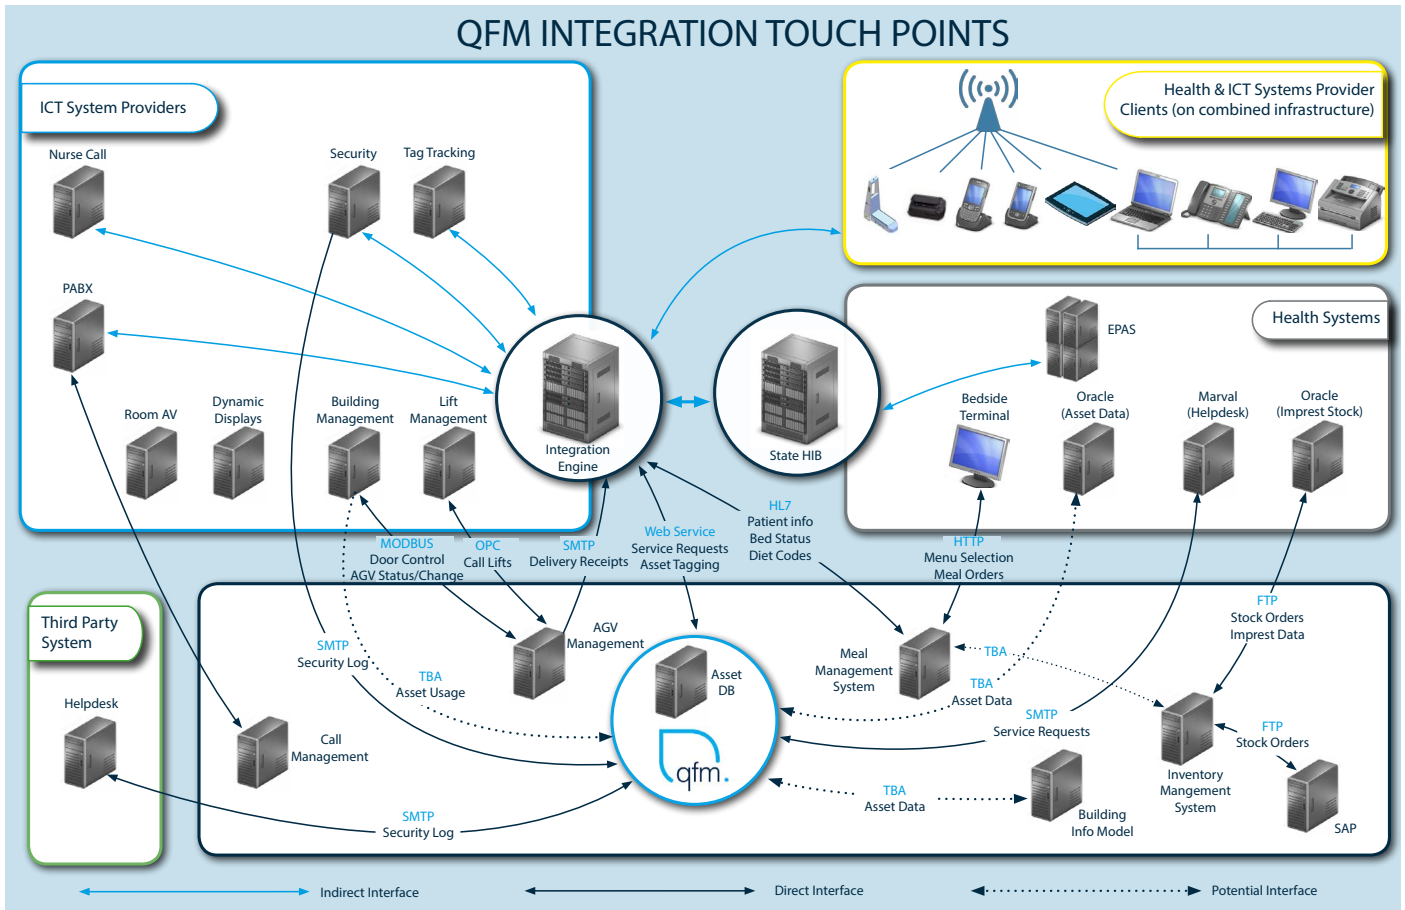 QFM INTEGRATION TOUCH POINTS
ICT System Providers
Nurse Call
Security
Tag Tracking
PABX
Room AV
Dynamic
Displays
Building
Management
Lift
Management
Integration
Engine
State HIB
Health & ICT Systems Provider
Clients (on combined infrastructure)
Health Systems
EPAS
Bedside
Terminal
Oracle
(Asset Data)
Marval
(Helpdesk)
Oracle
(Imprest Stock)
MODBUS
Door Control
AGV Status/Change
OPC
Call Lifts
SMTP
Delivery Receipts
Web Service
Service Requests
Asset Tagging
HL7
Patient info
Bed Status
Diet Codes
HTTP
Menu Selection
Meal Orders
FTP
Stock Orders
Imprest Data
Third Party
System
Helpdesk
Call
Management
SMTP
Security Log
TBA
Asset Usage
AGV
Management
Asset
DB
qfm.
Meal
Management
System
TBA
TBA
Asset Data
SMTP
Service Requests
FTP
Stock Orders
Inventory
Mangement
System
SAP
TBA
Asset Data
Building
Info Model
SMTP
Security Log
Indirect Interface
Direct Interface
Potential Interface